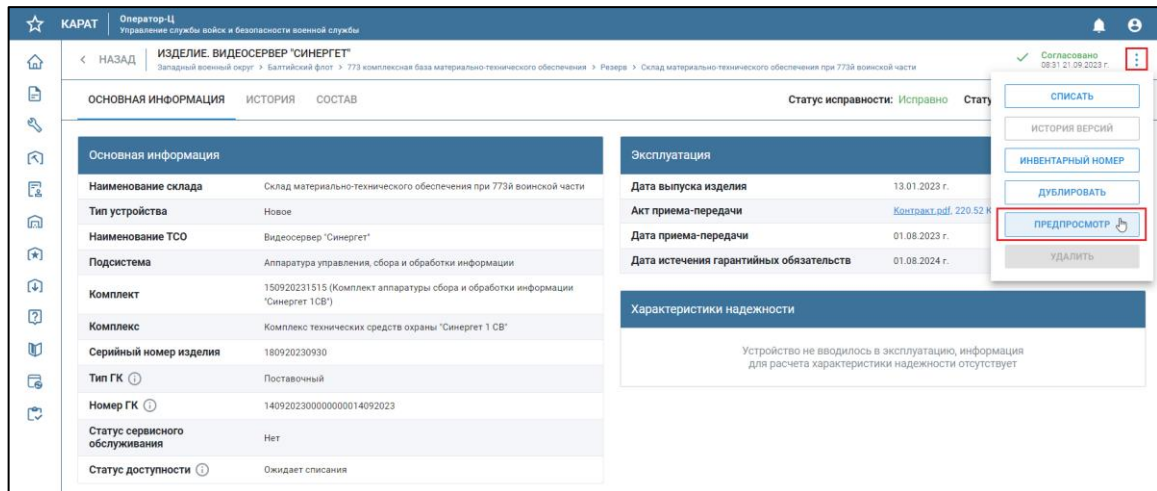 КАРАТ
Оператор-Ц
Управление службы войск и безопасности военной службы
НАЗАД
ИЗДЕЛИЕ. ВИДЕОСЕРВЕР "СИНЕРГЕТ"
Западный военный округ > Балтийский флот > 773 комплексная база материально-технического обеспечения > Резерв > Склад материально-технического обеспечения при 773й воинской части
Согласовано
08:31 21.09.2023 г.
ОСНОВНАЯ ИНФОРМАЦИЯ ИСТОРИЯ СОСТАВ
Статус исправности: Исправно Стату
СПИСАТЬ
ИСТОРИЯ ВЕРСИЙ
ИНВЕНТАРНЫЙ НОМЕР
ДУБЛИРОВАТЬ
ПРЕДПРОСМОТР
УДАЛИТЬ
Основная информация
Наименование склада Склад материально-технического обеспечения при 773й воинской части
Тип устройства Новое
Наименование ТСО Видеосервер "Синергет"
Подсистема Аппаратура управления, сбора и обработки информации
Комплект 150920231515 (Комплект аппаратуры сбора и обработки информации
"Синергет 1СВ")
Комплекс Комплекс технических средств охраны "Синергет 1 СВ"
Серийный номер изделия 180920230930
Тип ГК Поставочный
Номер ГК 1409202300000000014092023
Статус сервисного
обслуживания Нет
Статус доступности Ожидает списания
Эксплуатация
Дата выпуска изделия 13.01.2023 г.
Акт приема-передачи Контракт.pdf, 220.52 К
Дата приема-передачи 01.08.2023 г.
Дата истечения гарантийных обязательств 01.08.2024 г.
Характеристики надежности
Устройство не вводилось в эксплуатацию, информация
для расчета характеристики надежности отсутствует